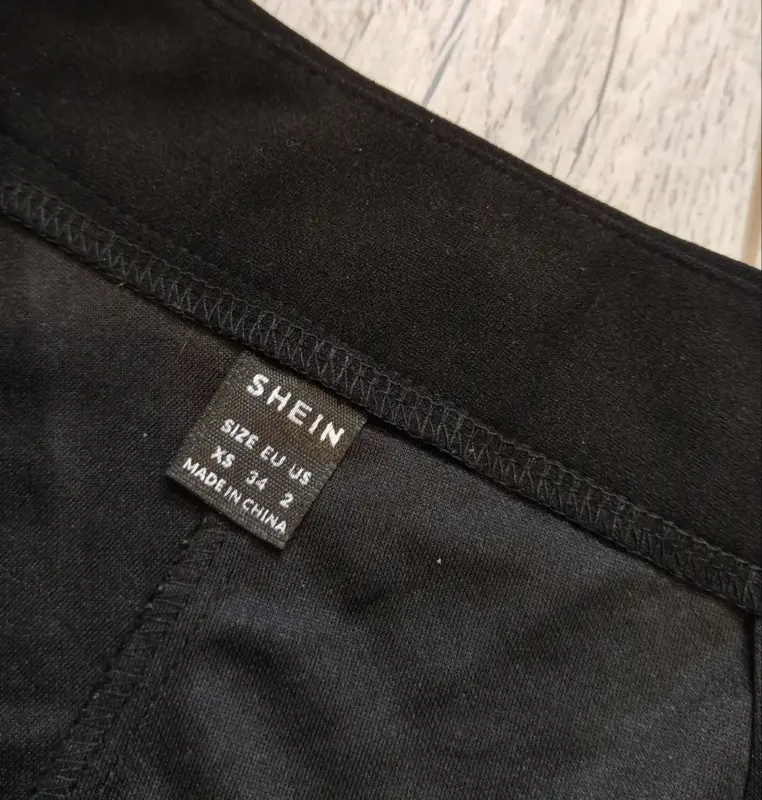 SHEIN
SIZE EU US
XS 34 2
MADE IN CHINA